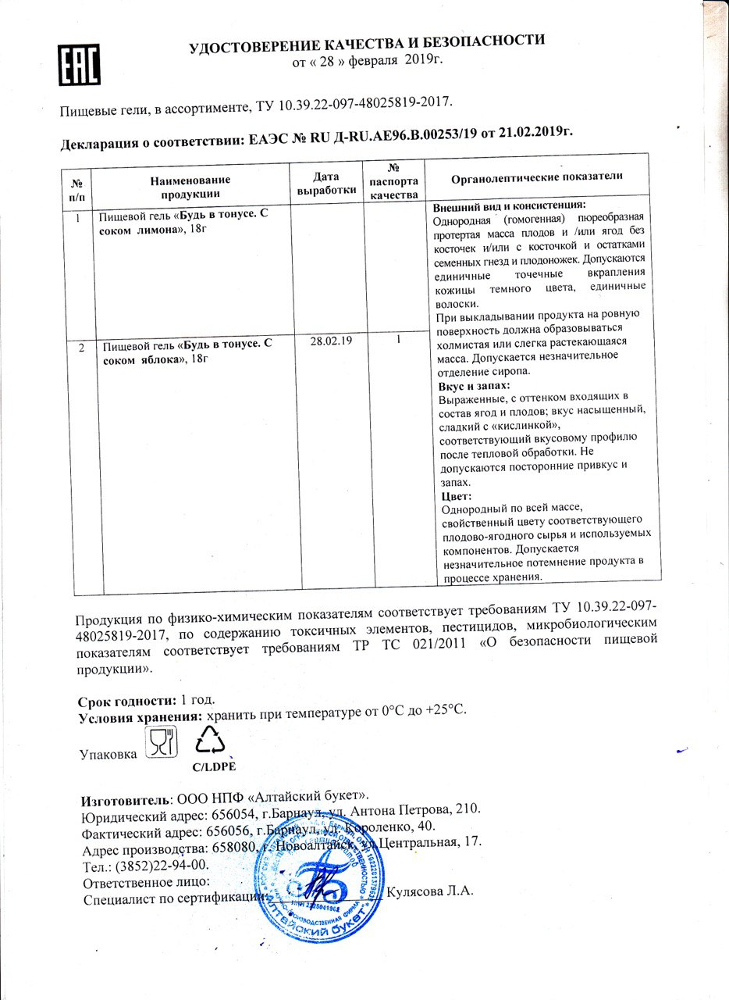 EAC
УДОСТОВЕРЕНИЕ КАЧЕСТВА И БЕЗОПАСНОСТИ
от « 28 » февраля 2019г.
Пищевые гели, в ассортименте, ТУ 10.39.22-097-48025819-2017.
Декларация о соответствии: ЕАЭС № RU Д-RU.АЕ96.В.00253/19 от 21.02.2019г.
№
п/п
Наименование
продукции
Дата
выработки
№
паспорта
качества
Органолептические показатели
1
Пищевой гель «Будь в тонусе. С
соком лимона», 18г
2
Пищевой гель «Будь в тонусе. С
соком яблока», 18г
28.02.19
1
Внешний вид и консистенция:
Однородная (гомогенная) пюреобразная
протертая масса плодов и /или ягод без
косточек и/или с косточкой и остатками
семенных гнезд и плодоножек. Допускаются
единичные точечные вкрапления
кожицы темного цвета, единичные
волоски.
При выкладывании продукта на ровную
поверхность должна образовываться
холмистая или слегка растекающаяся
масса. Допускается незначительное
отделение сиропа.
Вкус и запах:
Выраженные, с оттенком входящих в
состав ягод и плодов; вкус насыщенный,
сладкий с «кислинкой»,
соответствующий вкусовому профилю
после тепловой обработки. Не
допускаются посторонние привкус и
запах.
Цвет:
Однородный по всей массе,
свойственный цвету соответствующего
плодово-ягодного сырья и используемых
компонентов. Допускается
незначительное потемнение продукта в
процессе хранения.
Продукция по физико-химическим показателям соответствует требованиям ТУ 10.39.22-097-
48025819-2017, по содержанию токсичных элементов, пестицидов, микробиологическим
показателям соответствует требованиям ТР ТС 021/2011 «О безопасности пищевой
продукции».
Срок годности: 1 год.
Условия хранения: хранить при температуре от 0°С до +25°С.
Упаковка
C/LDPE
Изготовитель: ООО НПФ «Алтайский букет».
Юридический адрес: 656054, г.Барнаул, ул. Антона Петрова, 210.
Фактический адрес: 656056, г.Барнаул, ул. Короленко, 40.
Адрес производства: 658080, г. Новоалтайск, ул.Центральная, 17.
Тел.: (3852)22-94-00.
Ответственное лицо:
Специалист по сертификации: Кулясова Л.А.
"Алтайский букет"
НАУЧНО-ПРОИЗВОДСТВЕННАЯ ФИРМА